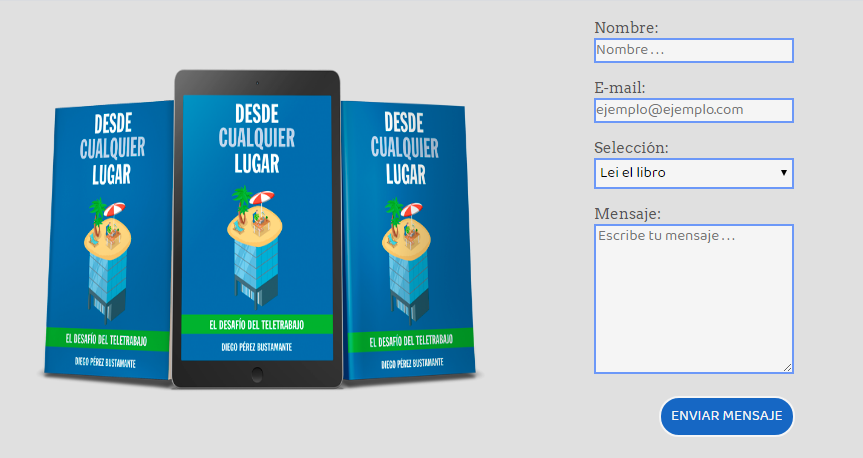 DESDE
CUALQUIER
LUGAR
EL DESAFÍO DEL TELETRABAJO
DIEGO PÉREZ BUSTAMANTE
DESDE
CUALQUIER
LUGAR
EL DESAFÍO DEL TELETRABAJO
DIEGO PÉREZ BUSTAMANTE
DESDE
CUALQUIER
LUGAR
EL DESAFÍO DEL TELETRABAJO
DIEGO PÉREZ BUSTAMANTE
Nombre:
Nombre...
E-mail:
ejemplo@ejemplo.com
Selección:
Lei el libro
Mensaje:
Escribe tu mensaje...
ENVIAR MENSAJE